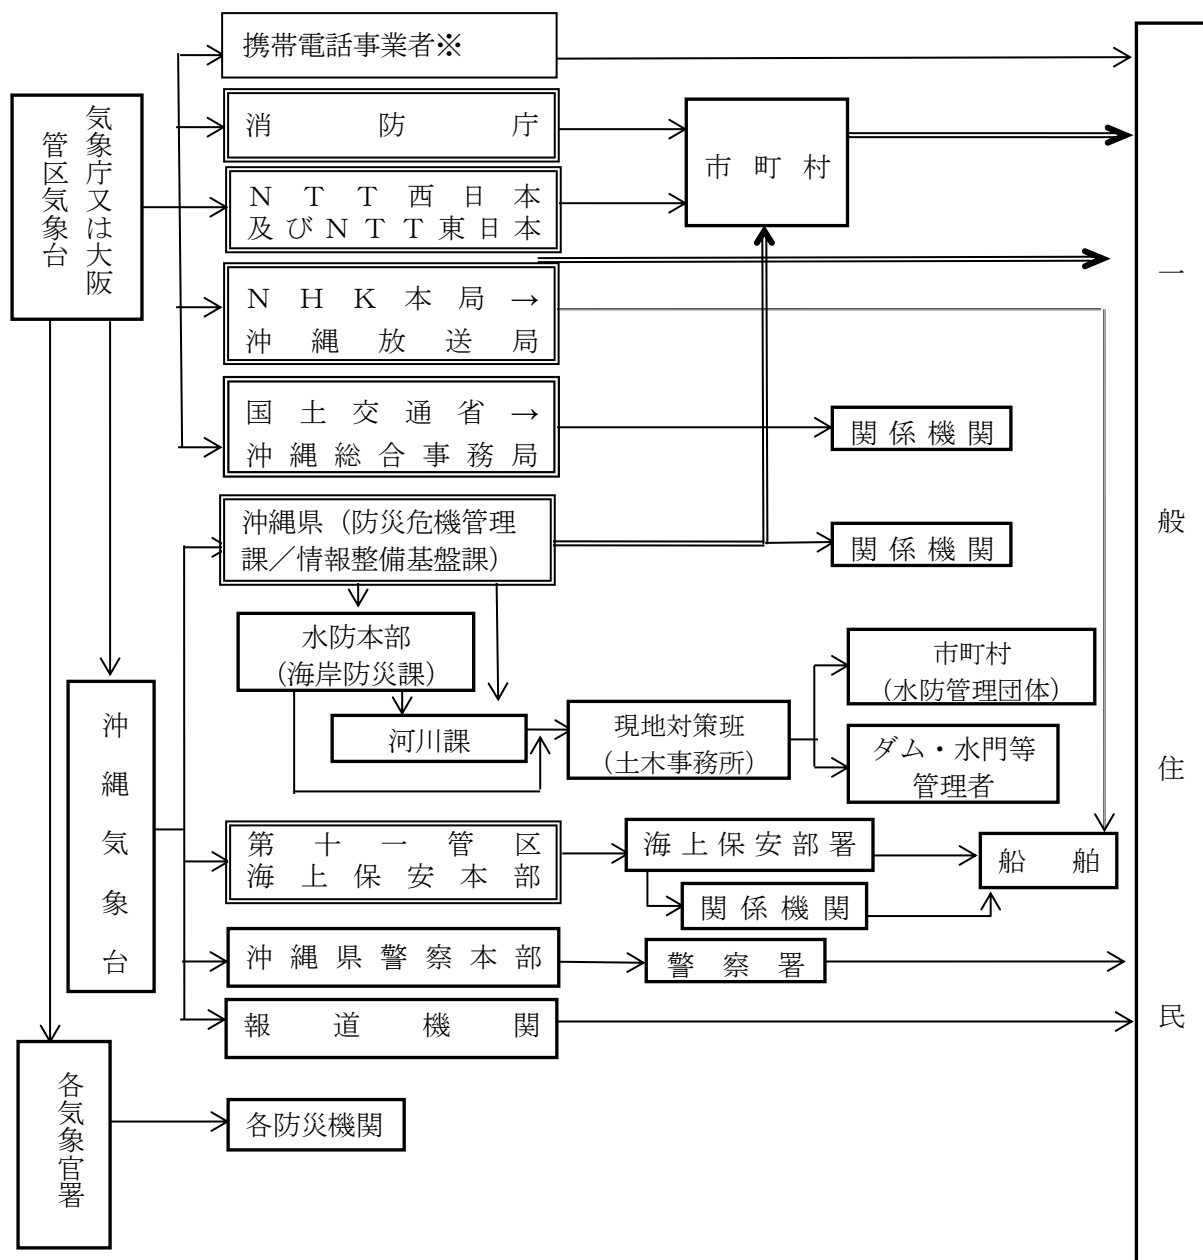 携帯電話事業者※
気象庁又は大阪
管区気象台
消防庁
ＮＴＴ西日本
及びＮＴＴ東日本
市町村
ＮＨＫ本局→
沖縄放送局
国土交通省→
沖縄総合事務局
関係機関
沖縄県（防災危機管理
課／情報整備基盤課）
関係機関
水防本部
（海岸防災課）
河川課
現地対策班
（土木事務所）
市町村
（水防管理団体）
ダム・水門等
管理者
沖縄気象台
第十一管区
海上保安本部
海上保安部署
関係機関
船舶
沖縄県警察本部
警察署
報道機関
各気象官署
各防災機関
一般住民